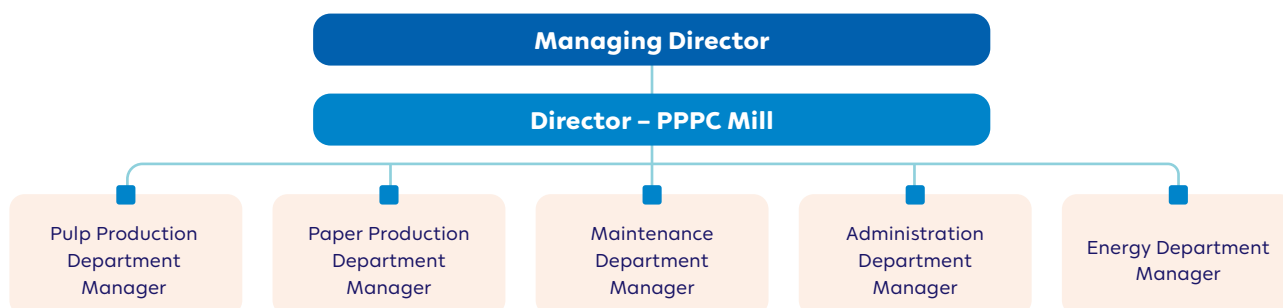 Managing Director
Director – PPPC Mill
Pulp Production
Department
Manager
Paper Production
Department
Manager
Maintenance
Department
Manager
Administration
Department
Manager
Energy Department
Manager